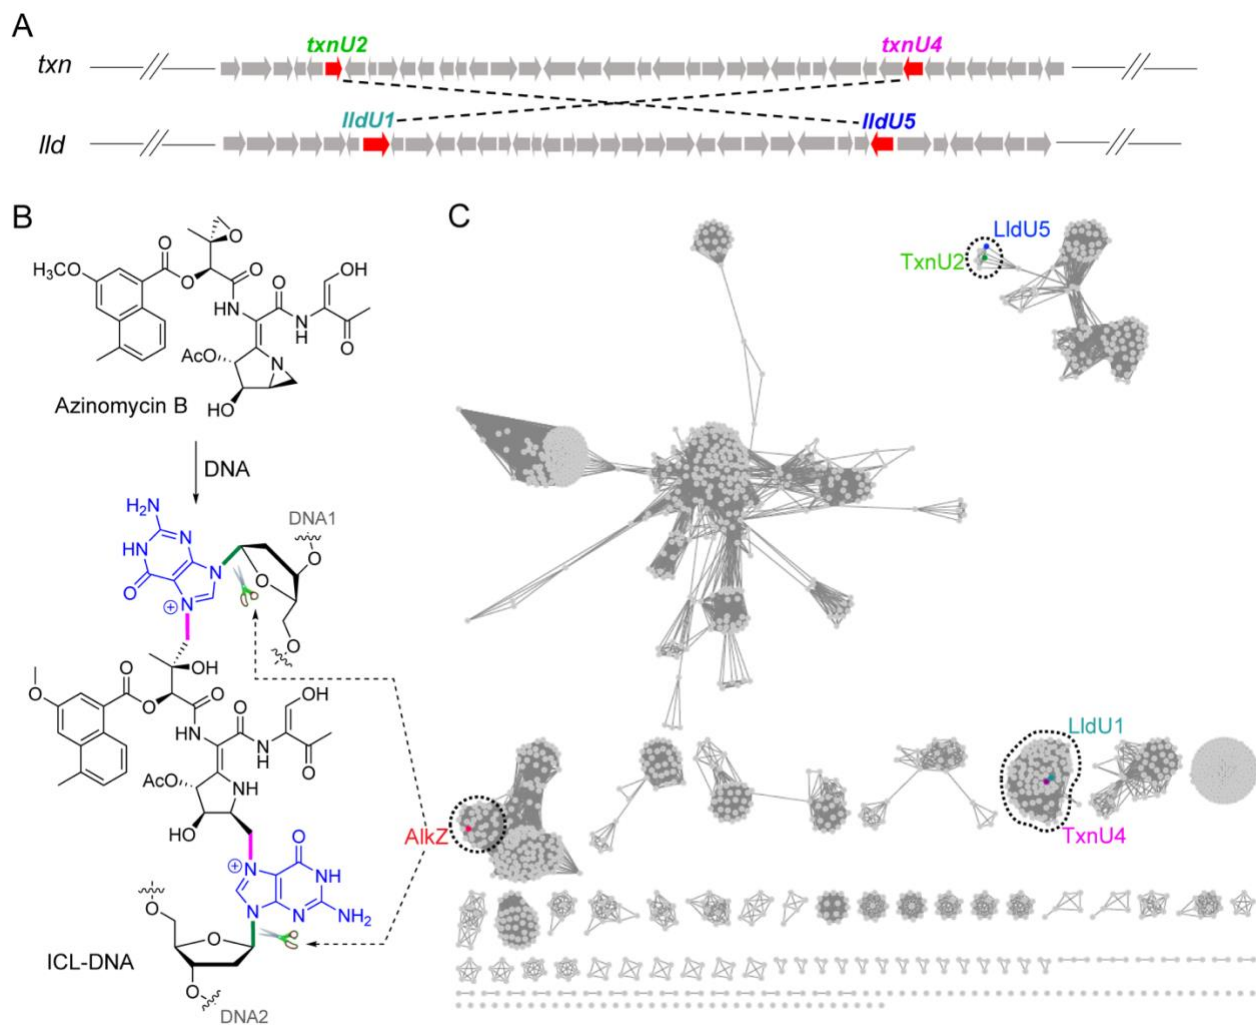 A
txnU2
txnU4
txn
lldU1
lldU5
lld
B
C
O
H3CO
O
O
O
OH
HN
O
N
H
O
AcO
N
HO
Azinomycin B
DNA
H2N
N
HN
N
O
N
N
⊕
DNA1
O
O
O
OH
O
O
O
O
OH
HN
O
N
H
O
AcO
NH
HO
O
⊕
N
NH
N
N
NH2
O
O
O
ICL-DNA
DNA2
LldU5
TxnU2
LldU1
AlkZ
TxnU4